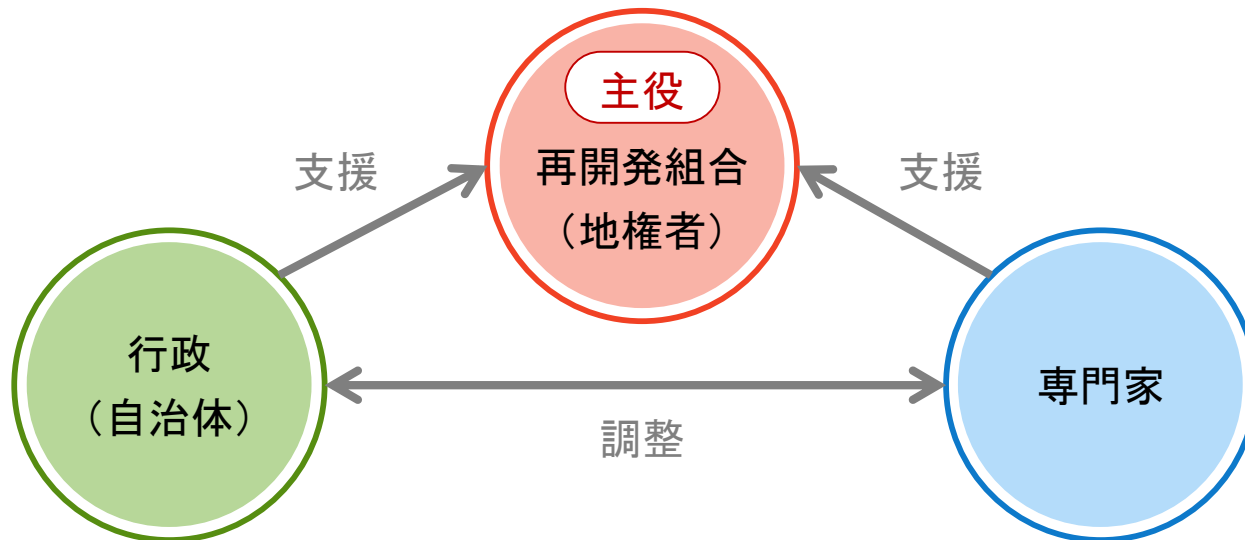 主役
再開発組合
（地権者）
支援
支援
行政
（自治体）
専門家
調整